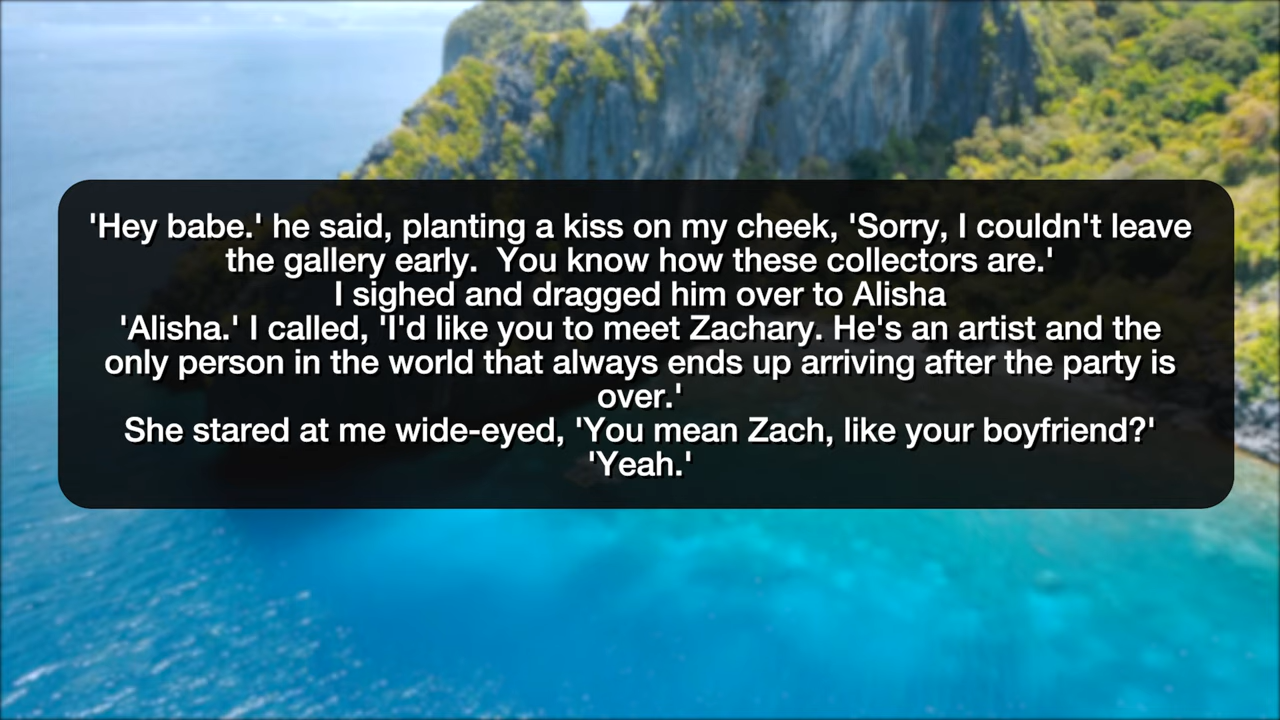 'Hey babe.' he said, planting a kiss on my cheek, 'Sorry, I couldn't leave
the gallery early.  You know how these collectors are.'
I sighed and dragged him over to Alisha
'Alisha.' I called, 'I'd like you to meet Zachary. He's an artist and the
only person in the world that always ends up arriving after the party is
over.'
She stared at me wide-eyed, 'You mean Zach, like your boyfriend?'
'Yeah.'